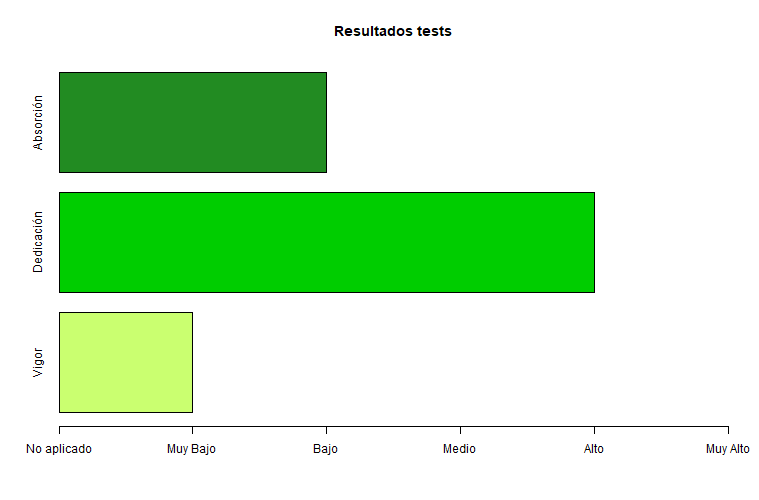 Resultados tests
Absorción
Dedicación
Vigor
No aplicado
Muy Bajo
Bajo
Medio
Alto
Muy Alto